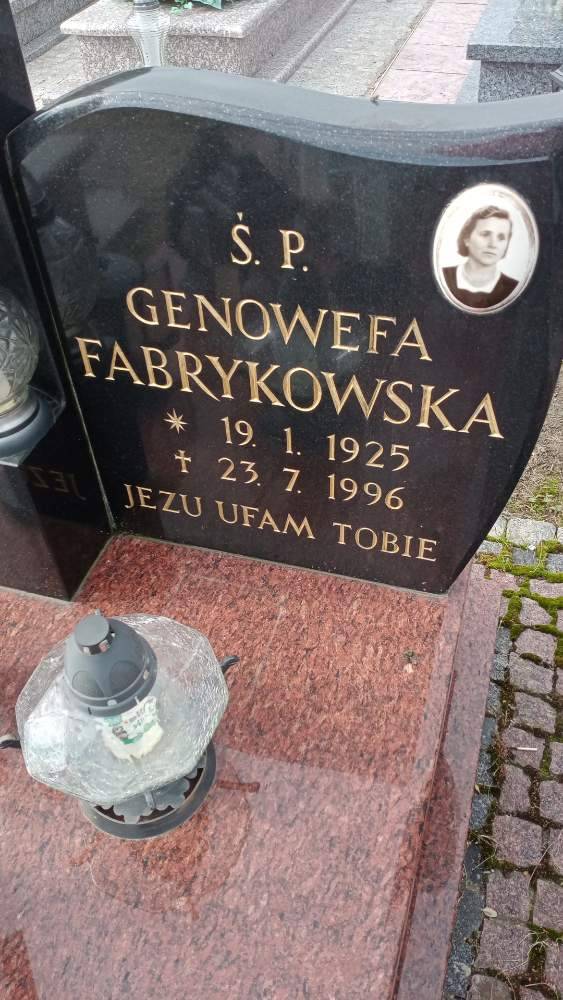 Ś. P.
GENOWEFA
FABRYKOWSKA
* 19. 1. 1925
✝ 23. 7. 1996
JEZU UFAM TOBIE